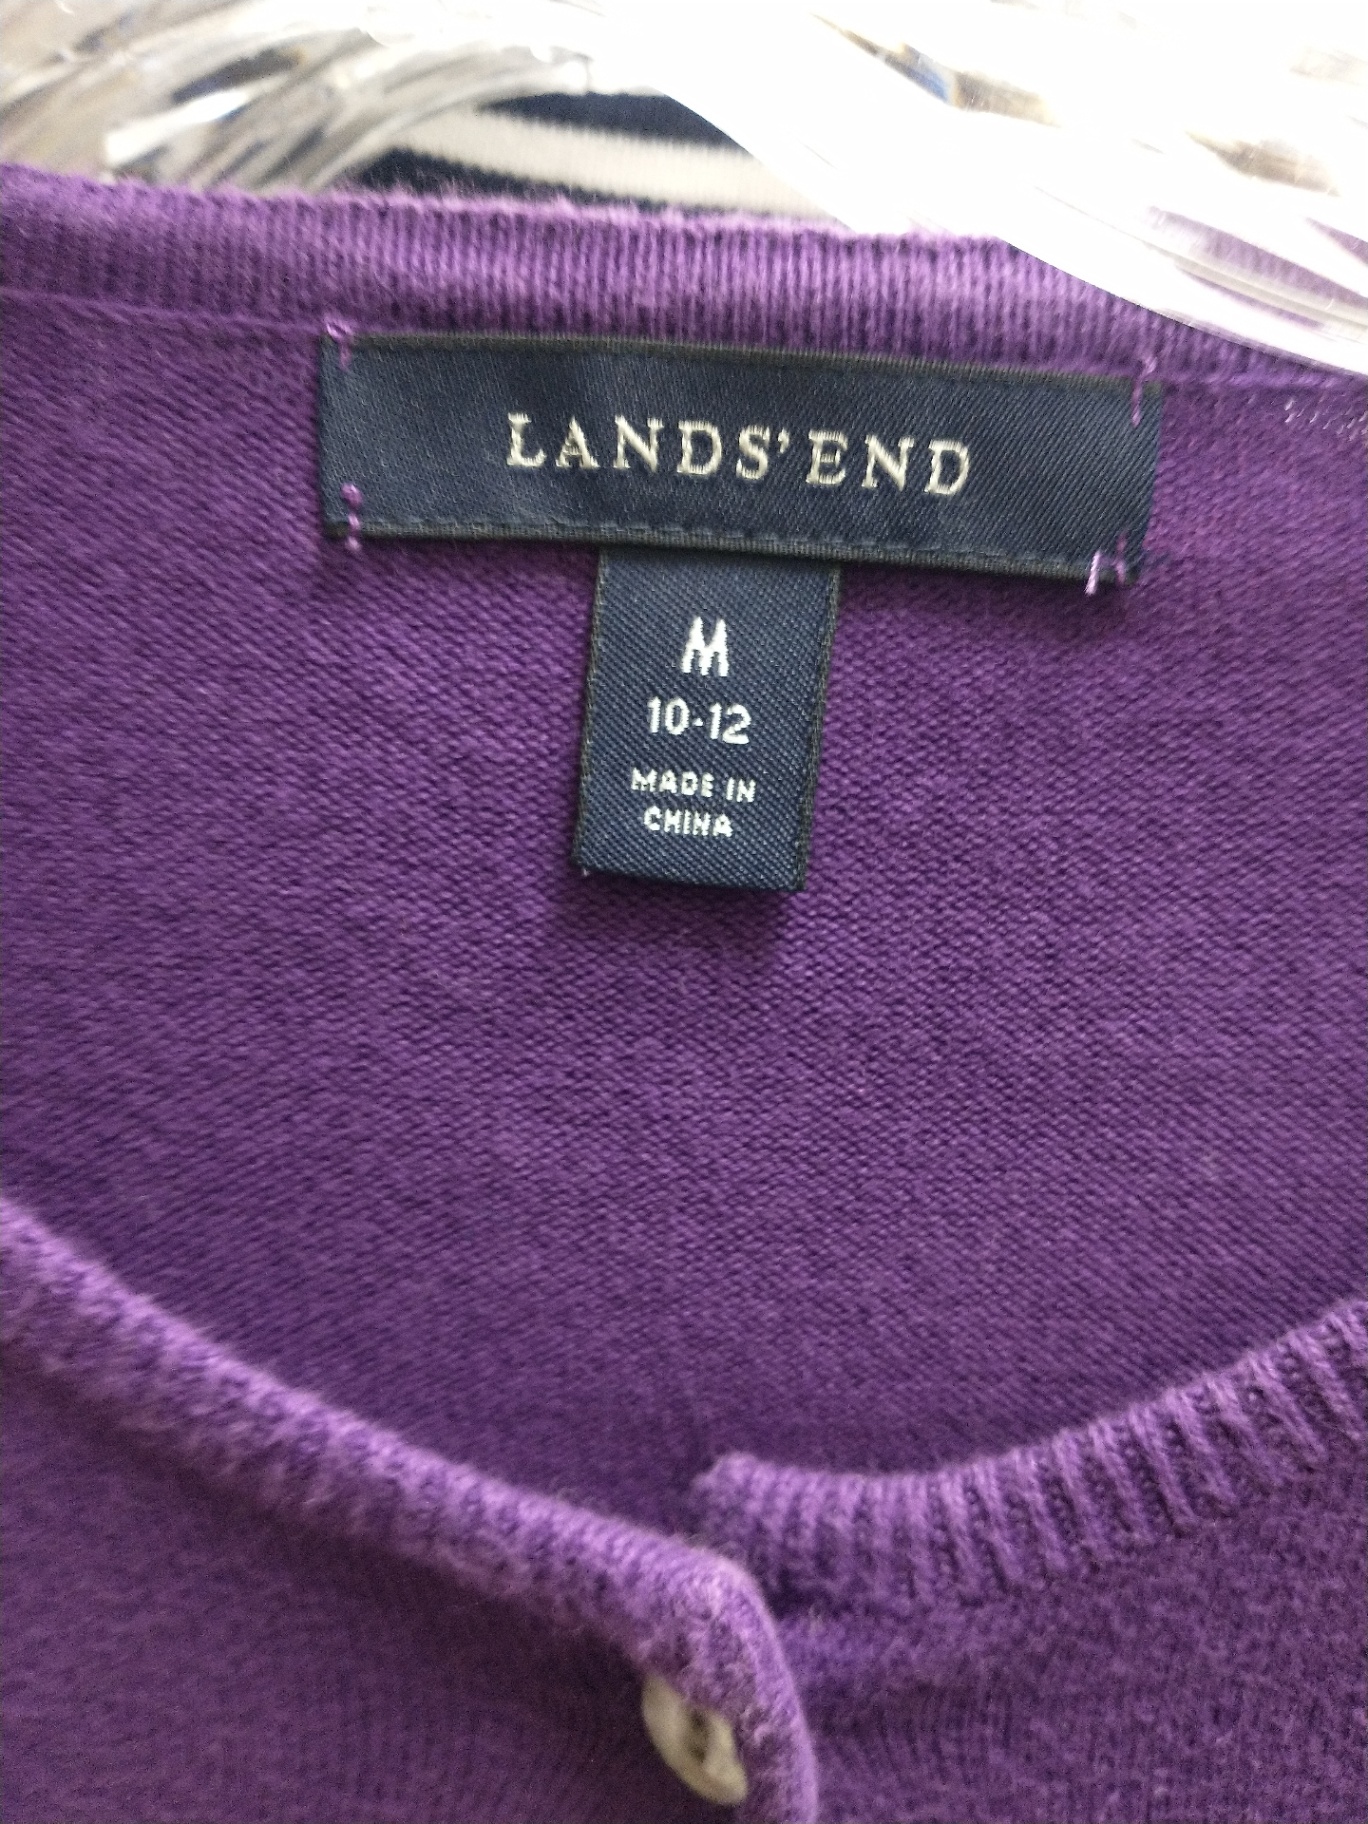 LANDS' END
M
10-12
MADE IN
CHINA